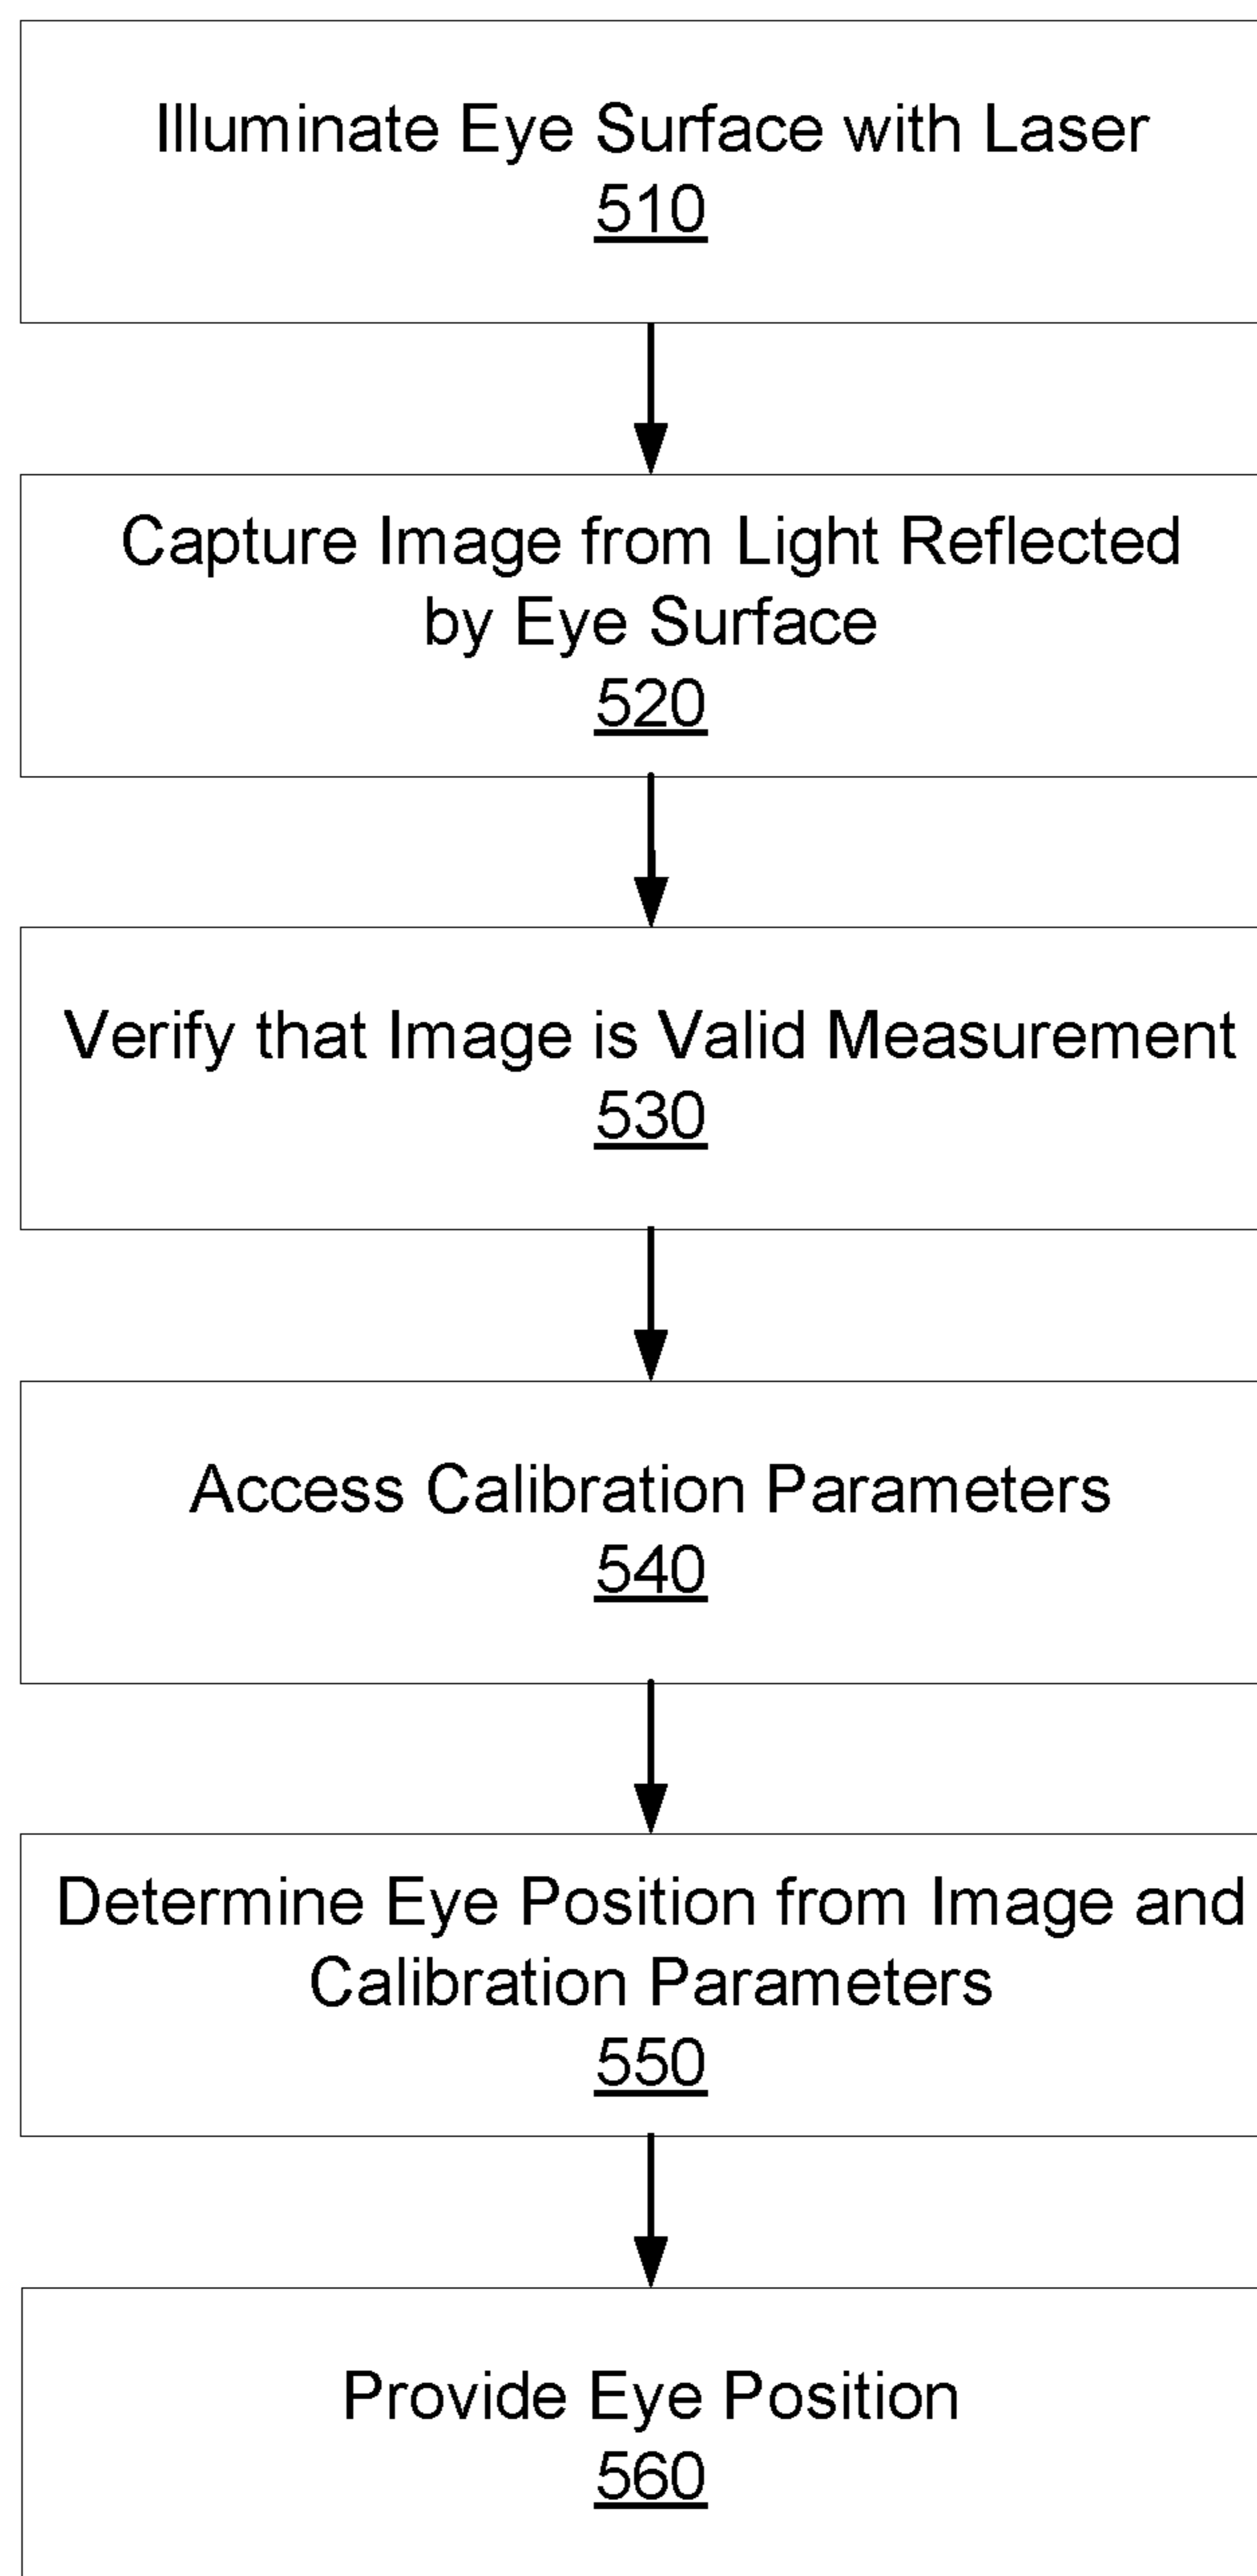 Illuminate Eye Surface with Laser
510
Capture Image from Light Reflected
by Eye Surface
520
Verify that Image is Valid Measurement
530
Access Calibration Parameters
540
Determine Eye Position from Image and
Calibration Parameters
550
Provide Eye Position
560